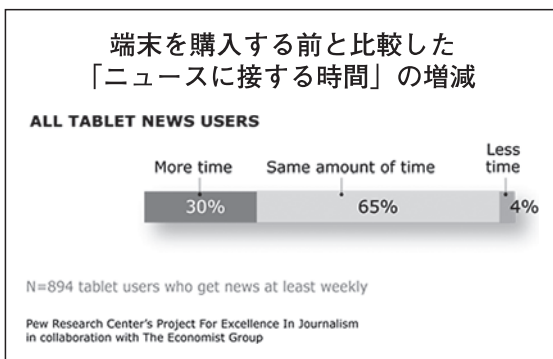 端末を購入する前と比較した
「ニュースに接する時間」の増減
ALL TABLET NEWS USERS
More time
Same amount of time
Less
time
30%
65%
4%
N=894 tablet users who get news at least weekly
Pew Research Center's Project For Excellence In Journalism
in collaboration with The Economist Group